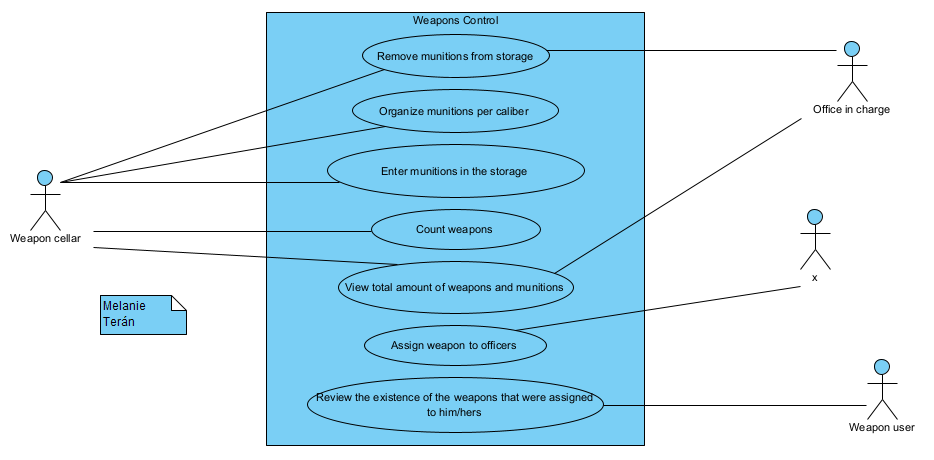 Weapons Control
Remove munitions from storage
Organize munitions per caliber
Office in charge
Enter munitions in the storage
Count weapons
Weapon cellar
x
View total amount of weapons and munitions
Melanie
Terán
Assign weapon to officers
Review the existence of the weapons that were assigned
to him/hers
Weapon user